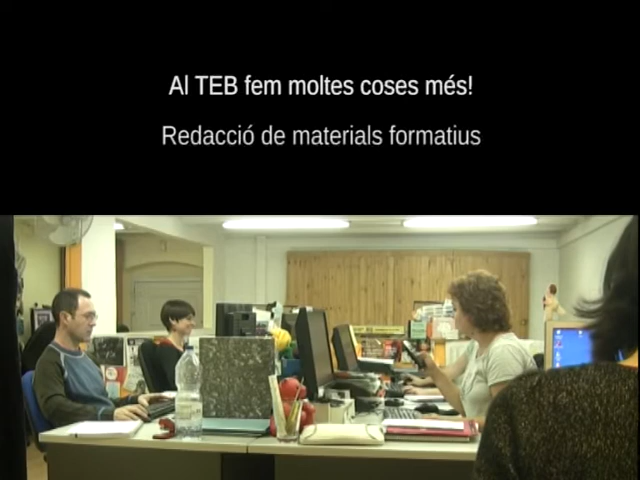 Al TEB fem moltes coses més!
Redacció de materials formatius